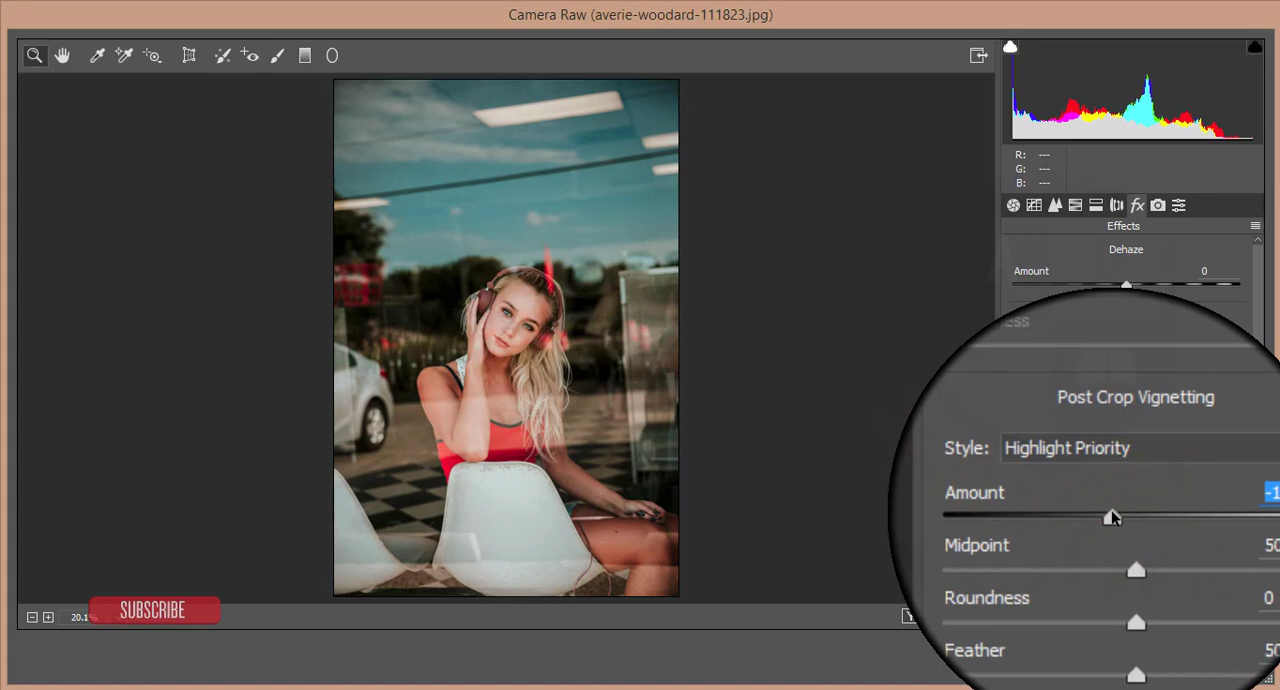 Camera Raw (averie-woodard-111823.jpg)
R: ---
G: ---
B: ---
fx
Effects
Dehaze
Amount 0
Post Crop Vignetting
Style: Highlight Priority
Amount
Midpoint 50
Roundness 0
Feather 50
20.1%
SUBSCRIBE
Y